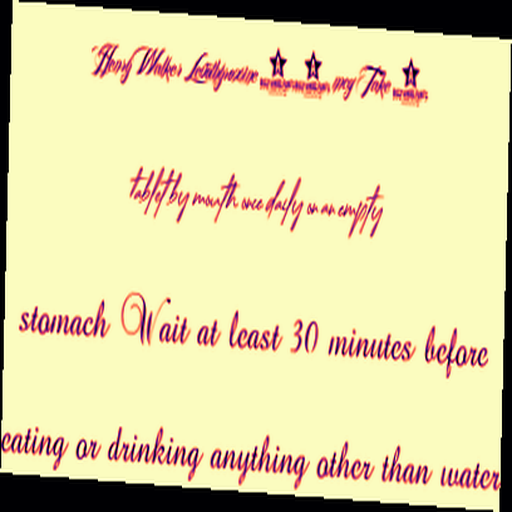 Henry Walker Levothyroxine mcg Take
tablet by mouth once daily on an empty
stomach Wait at least 30 minutes before
eating or drinking anything other than water